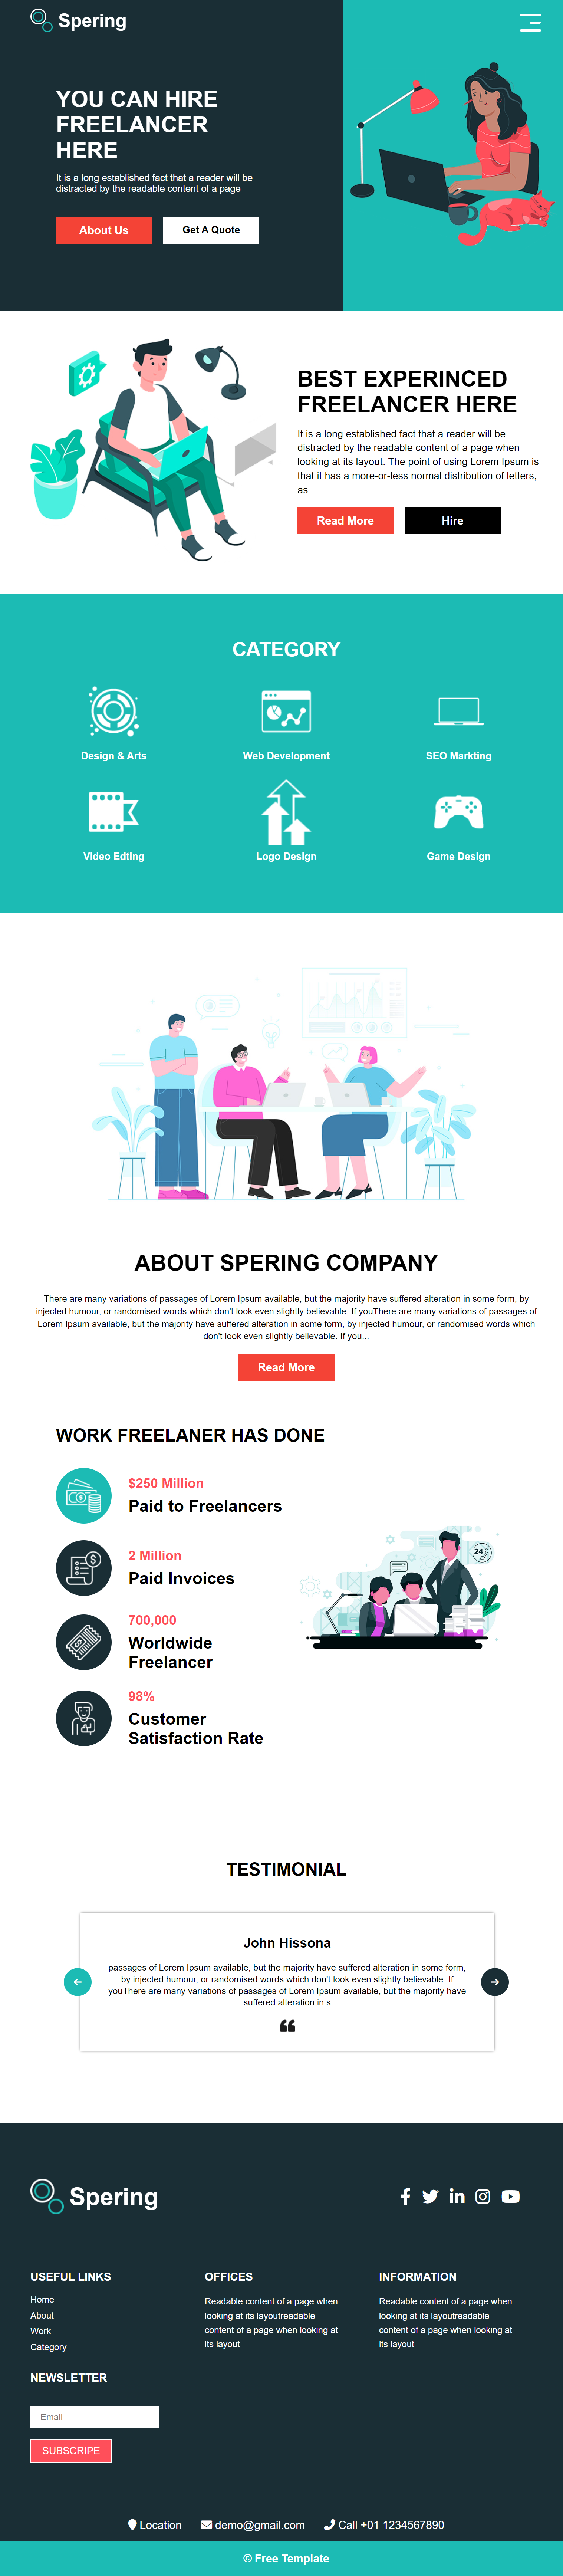 Spering
YOU CAN HIRE
FREELANCER
HERE
It is a long established fact that a reader will be
distracted by the readable content of a page
About Us
Get A Quote
BEST EXPERINCED
FREELANCER HERE
It is a long established fact that a reader will be
distracted by the readable content of a page when
looking at its layout. The point of using Lorem Ipsum is
that it has a more-or-less normal distribution of letters,
as
Read More
Hire
CATEGORY
Design & Arts
Web Development
SEO Markting
Video Edting
Logo Design
Game Design
ABOUT SPERING COMPANY
There are many variations of passages of Lorem Ipsum available, but the majority have suffered alteration in some form, by
injected humour, or randomised words which don't look even slightly believable. If youThere are many variations of passages of
Lorem Ipsum available, but the majority have suffered alteration in some form, by injected humour, or randomised words which
don't look even slightly believable. If you...
Read More
WORK FREELANER HAS DONE
$250 Million
Paid to Freelancers
2 Million
Paid Invoices
700,000
Worldwide
Freelancer
98%
Customer
Satisfaction Rate
24
TESTIMONIAL
John Hissona
passages of Lorem Ipsum available, but the majority have suffered alteration in some form,
by injected humour, or randomised words which don't look even slightly believable. If
youThere are many variations of passages of Lorem Ipsum available, but the majority have
suffered alteration in s
Spering
USEFUL LINKS
Home
About
Work
Category
OFFICES
Readable content of a page when
looking at its layoutreadable
content of a page when looking at
its layout
INFORMATION
Readable content of a page when
looking at its layoutreadable
content of a page when looking at
its layout
NEWSLETTER
Email
SUBSCRIPE
Location
demo@gmail.com
Call +01 1234567890
© Free Template